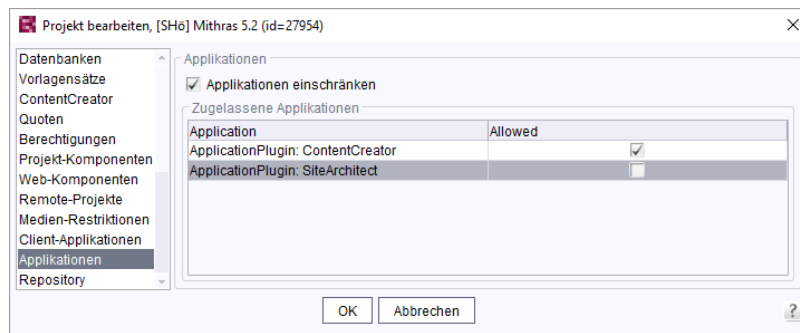 Projekt bearbeiten, [SHö] Mithras 5.2 (id=27954)
Datenbanken
Vorlagensätze
ContentCreator
Quoten
Berechtigungen
Projekt-Komponenten
Web-Komponenten
Remote-Projekte
Medien-Restriktionen
Client-Applikationen
Applikationen
Repository
Applikationen
Applikationen einschränken
Zugelassene Applikationen
Application Allowed
ApplicationPlugin: ContentCreator
ApplicationPlugin: SiteArchitect
OK Abbrechen ?